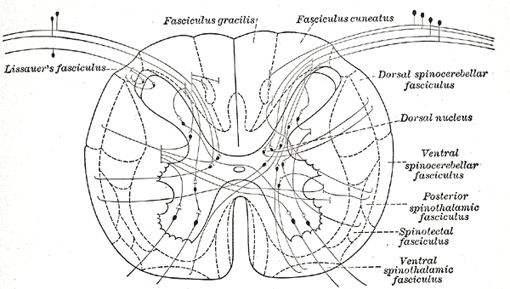 Fasciculus gracilis
Fasciculus cuneatus
Lissauer's fasciculus
Dorsal spinocerebellar
fasciculus
Dorsal nucleus
Ventral
spinocerebellar
fasciculus
Posterior
spinothalamic
fasciculus
Spinotectal
fasciculus
Ventral
spinothalamic
fasciculus